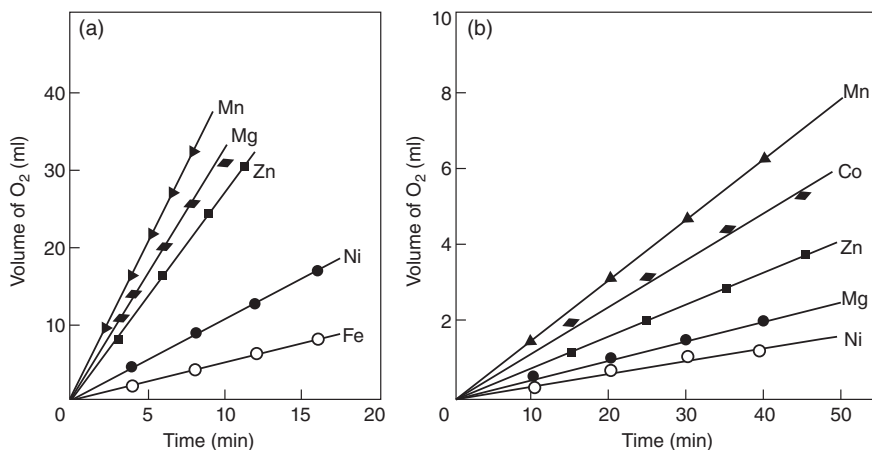 (a)
Volume of O2 (ml)
40
30
20
10
0
5
10
15
20
Time (min)
Mn
Mg
Zn
Ni
Fe
(b)
Volume of O2 (ml)
10
8
6
4
2
0
10
20
30
40
50
Time (min)
Mn
Co
Zn
Mg
Ni